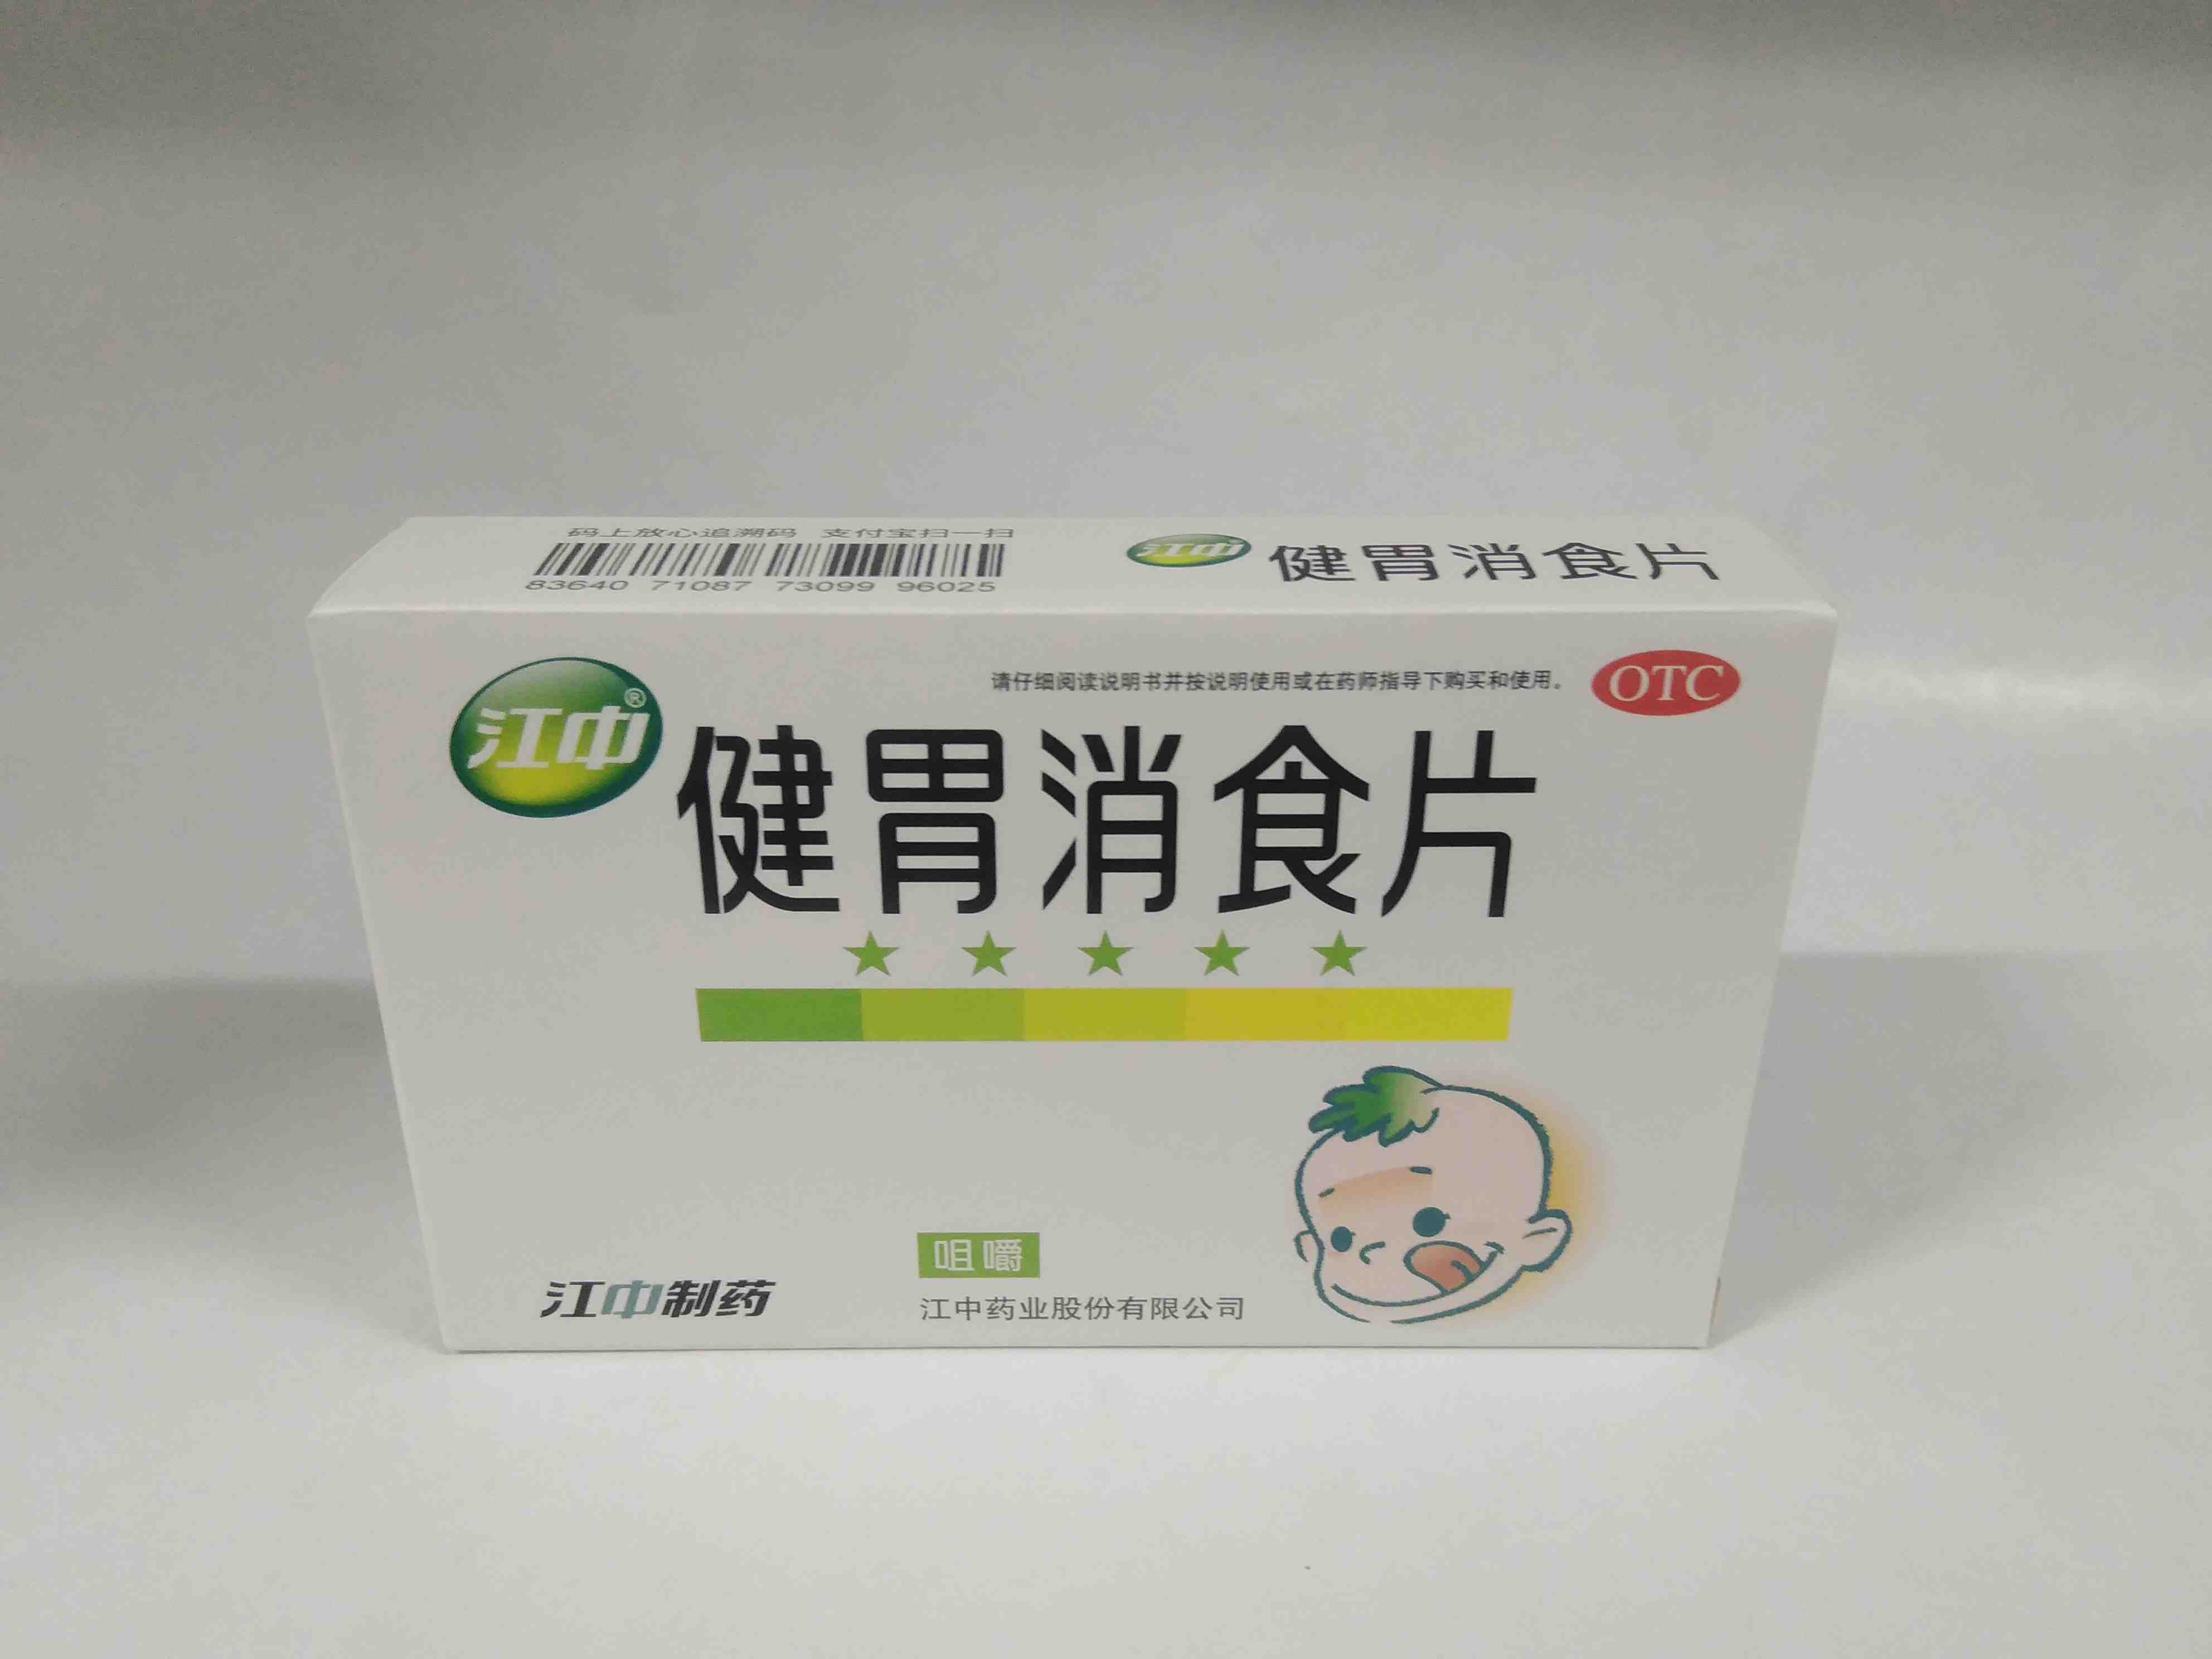 码上放心追溯码 支付宝扫一扫
83640 71087 73099 96025
江中 健胃消食片
请仔细阅读说明书并按说明使用或在药师指导下购买和使用。
OTC
江中®
健胃消食片
咀嚼
江中制药
江中药业股份有限公司